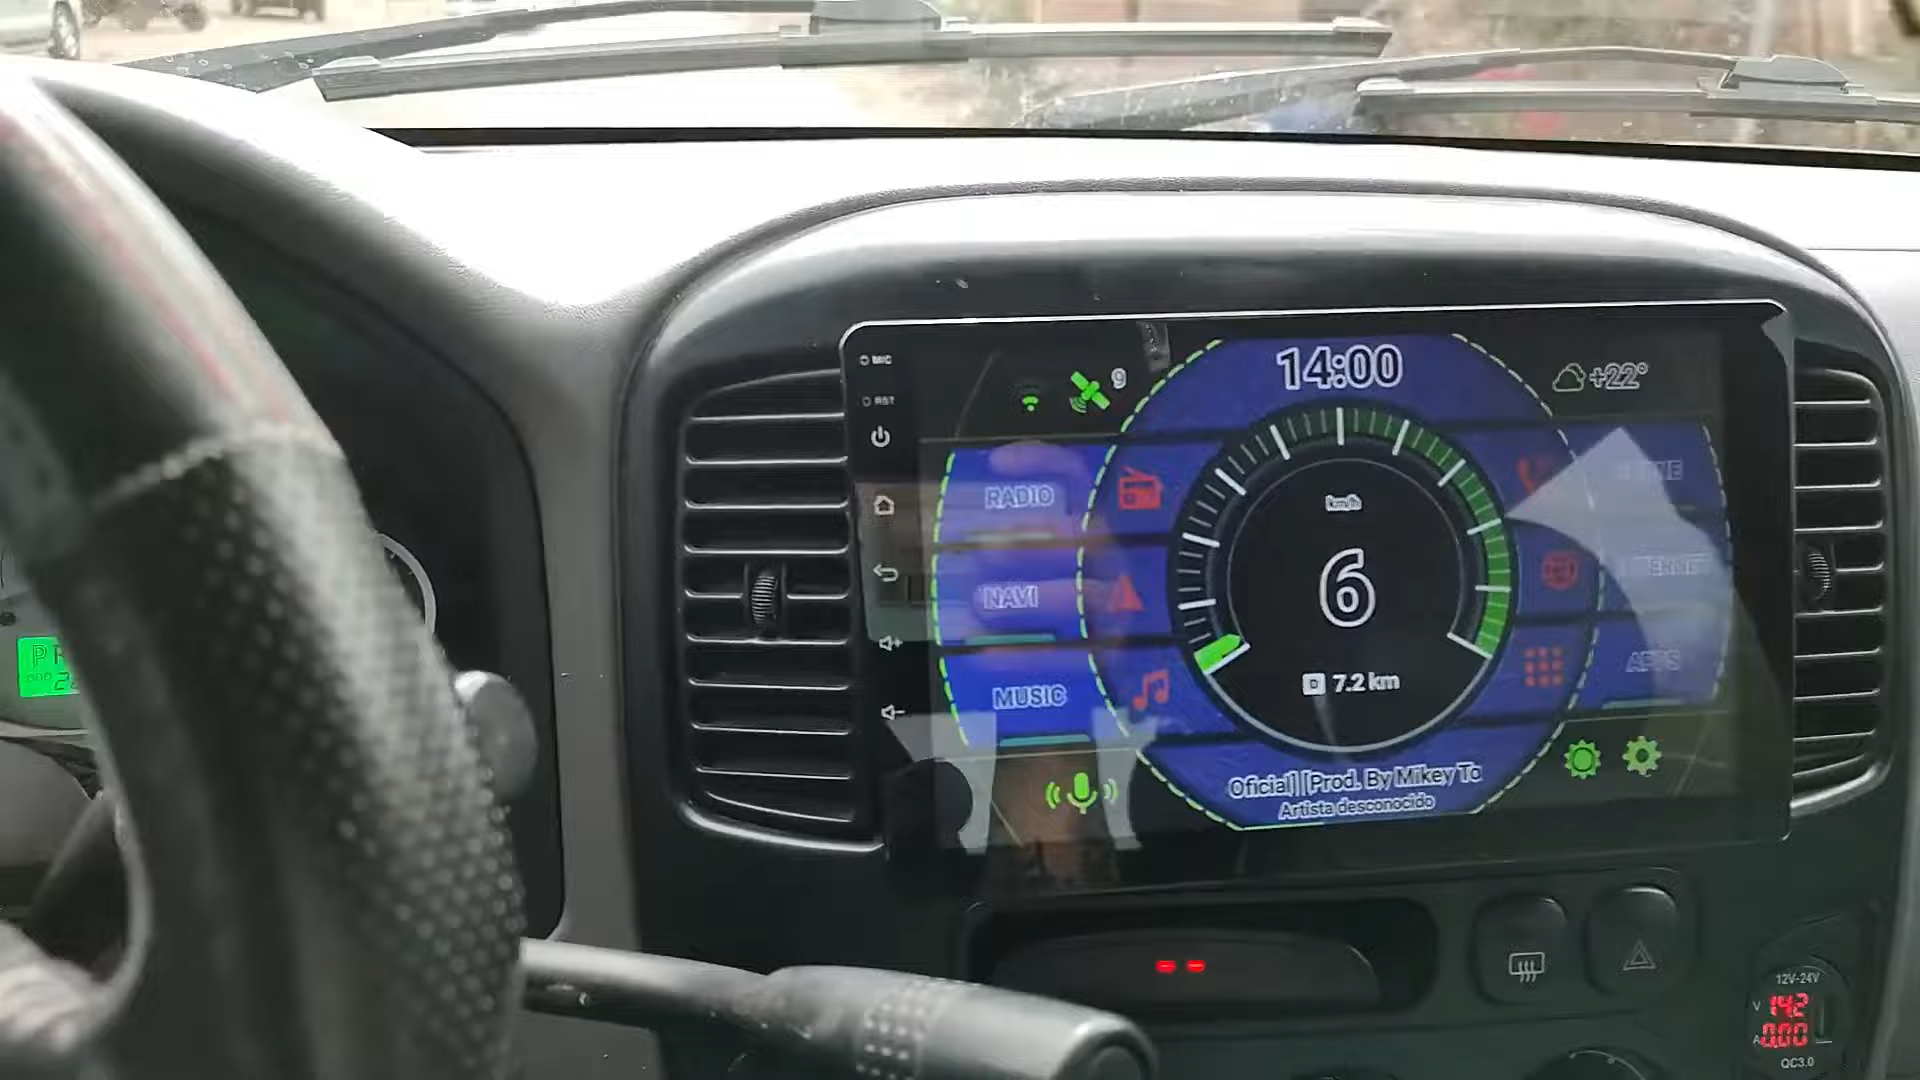 MIC
RST
9
14:00
+22°
RADIO
km/h
NAVI
6
APPS
MUSIC
7.2 km
Oficial] [Prod. By Mikey To
Artista desconocido
P
12V-24V
V 14.2
A 0.00
QC3.0